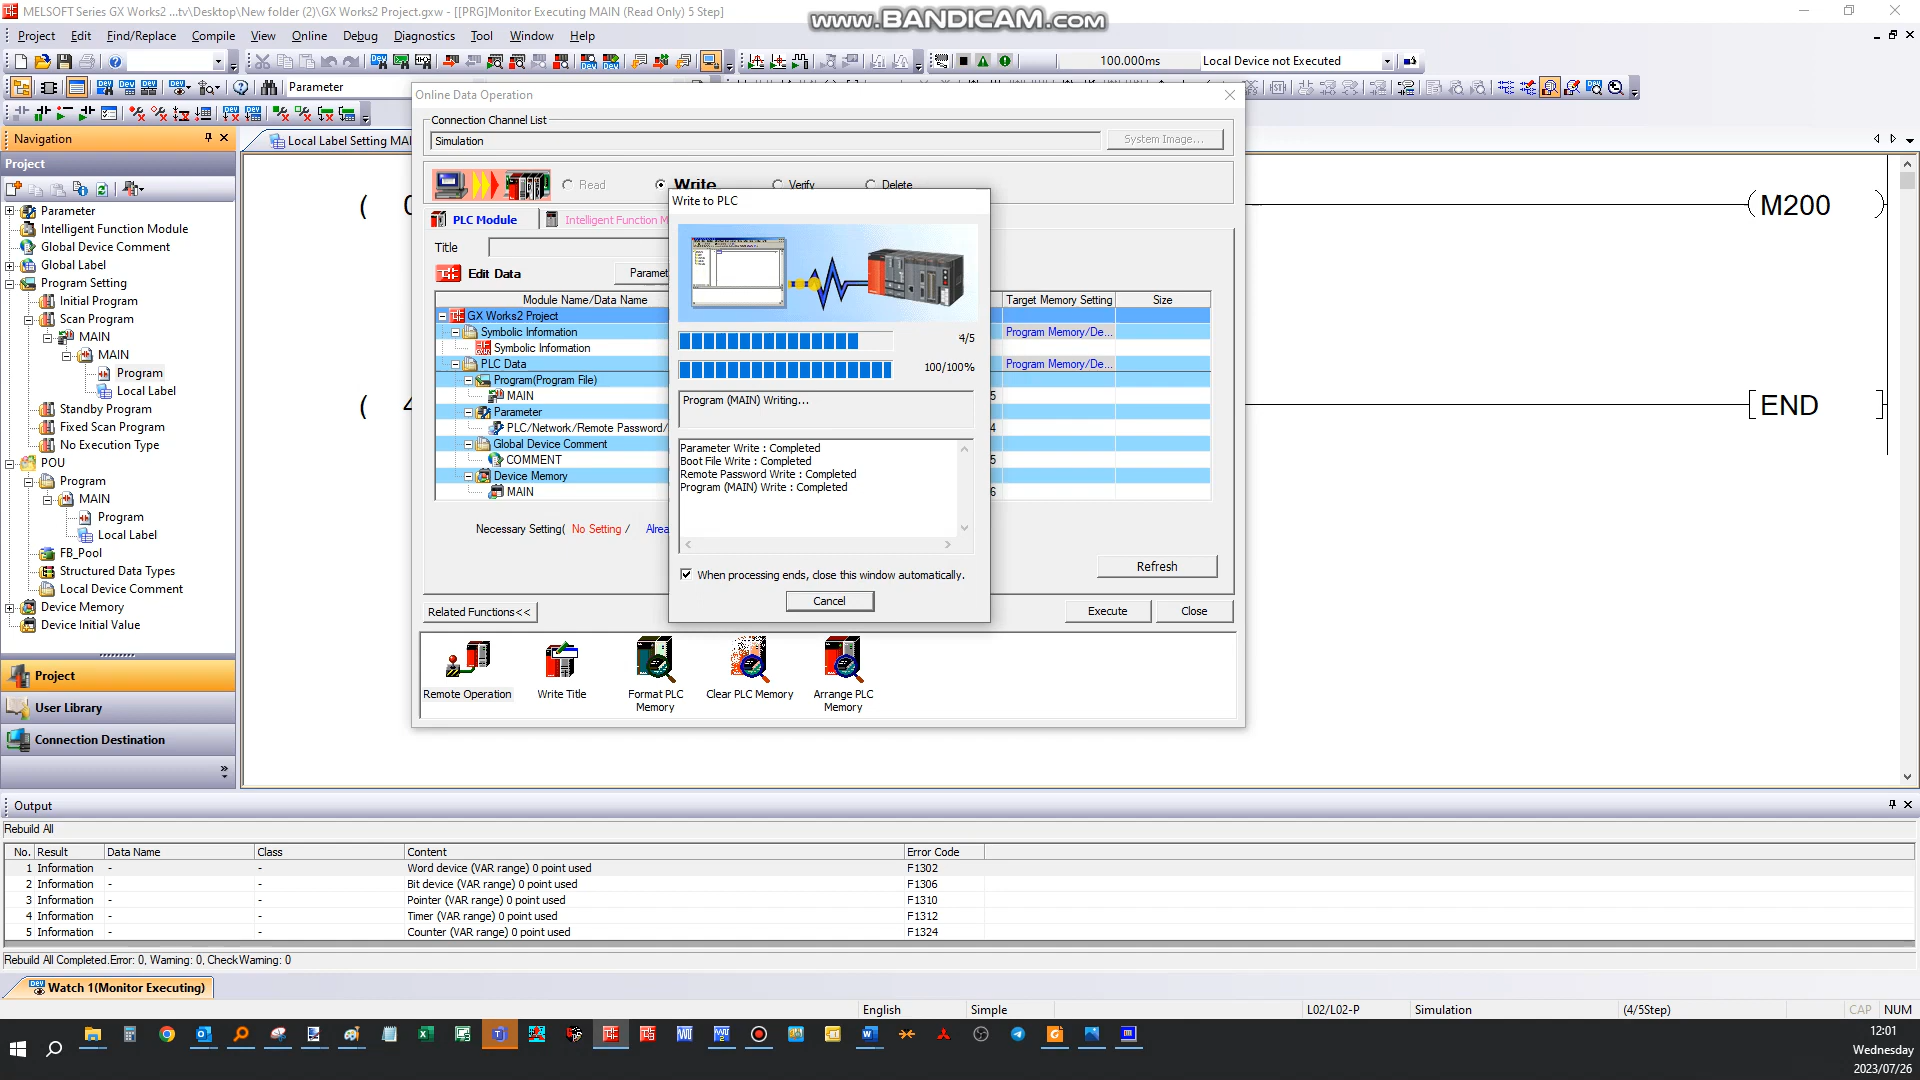 MELSOFT Series GX Works2 ...tv\Desktop\New folder (2)\GX Works2 Project.gxw - [[PRG]Monitor Executing MAIN (Read Only) 5 Step]
www.BANDICAM.com
Project Edit Find/Replace Compile View Online Debug Diagnostics Tool Window Help
100.000ms Local Device not Executed
Parameter
Navigation
Project
Parameter
Intelligent Function Module
Global Device Comment
Global Label
Program Setting
Initial Program
Scan Program
MAIN
MAIN
Program
Local Label
Standby Program
Fixed Scan Program
No Execution Type
POU
Program
MAIN
Program
Local Label
FB_Pool
Structured Data Types
Local Device Comment
Device Memory
Device Initial Value
Project
User Library
Connection Destination
Local Label Setting MAI
( 0
M200
( 4
END
Online Data Operation
Connection Channel List
Simulation
System Image...
Read Write Verify Delete
PLC Module Intelligent Function M
Title
Edit Data Paramet
Module Name/Data Name Target Memory Setting Size
GX Works2 Project
Symbolic Information Program Memory/De...
Symbolic Information
PLC Data Program Memory/De...
Program(Program File)
MAIN 5
Parameter
PLC/Network/Remote Password/ 4
Global Device Comment
COMMENT 5
Device Memory
MAIN 6
Necessary Setting( No Setting / Alrea
Refresh
Related Functions<<
Execute Close
Remote Operation
Write Title
Format PLC Memory
Clear PLC Memory
Arrange PLC Memory
Write to PLC
4/5
100/100%
Program (MAIN) Writing...
Parameter Write : Completed
Boot File Write : Completed
Remote Password Write : Completed
Program (MAIN) Write : Completed
When processing ends, close this window automatically.
Cancel
Output
Rebuild All
No. Result Data Name Class Content Error Code
1 Information - - Word device (VAR range) 0 point used F1302
2 Information - - Bit device (VAR range) 0 point used F1306
3 Information - - Pointer (VAR range) 0 point used F1310
4 Information - - Timer (VAR range) 0 point used F1312
5 Information - - Counter (VAR range) 0 point used F1324
Rebuild All Completed.Error: 0, Warning: 0, CheckWarning: 0
Watch 1(Monitor Executing)
English Simple L02/L02-P Simulation (4/5Step) CAP NUM
12:01
Wednesday
2023/07/26